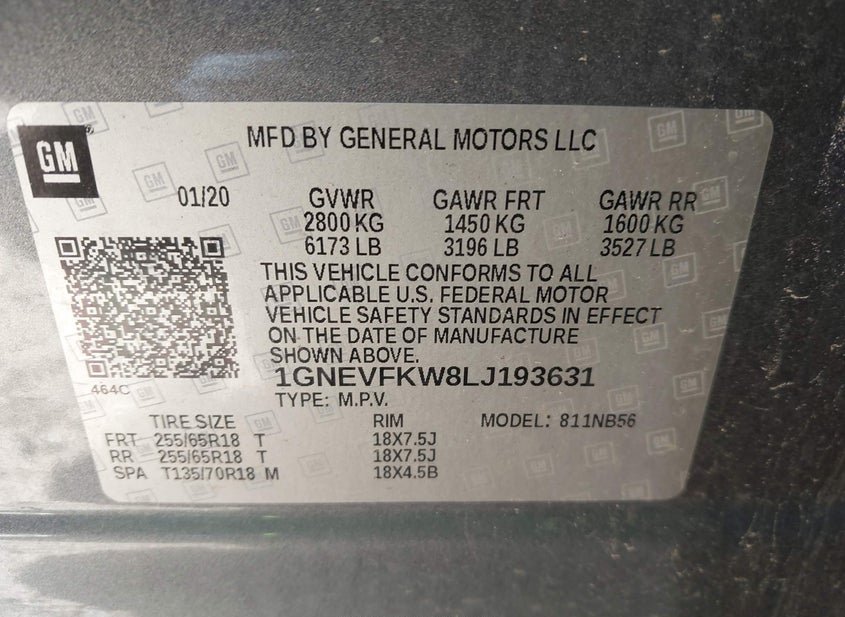 GM
MFD BY GENERAL MOTORS LLC
01/20 GVWR GAWR FRT GAWR RR
2800 KG 1450 KG 1600 KG
6173 LB 3196 LB 3527 LB
THIS VEHICLE CONFORMS TO ALL
APPLICABLE U.S. FEDERAL MOTOR
VEHICLE SAFETY STANDARDS IN EFFECT
ON THE DATE OF MANUFACTURE
SHOWN ABOVE.
464C
1GNEVFKW8LJ193631
TYPE: M.P.V.
TIRE SIZE RIM MODEL: 811NB56
FRT 255/65R18 T 18X7.5J
RR 255/65R18 T 18X7.5J
SPA T135/70R18 M 18X4.5B